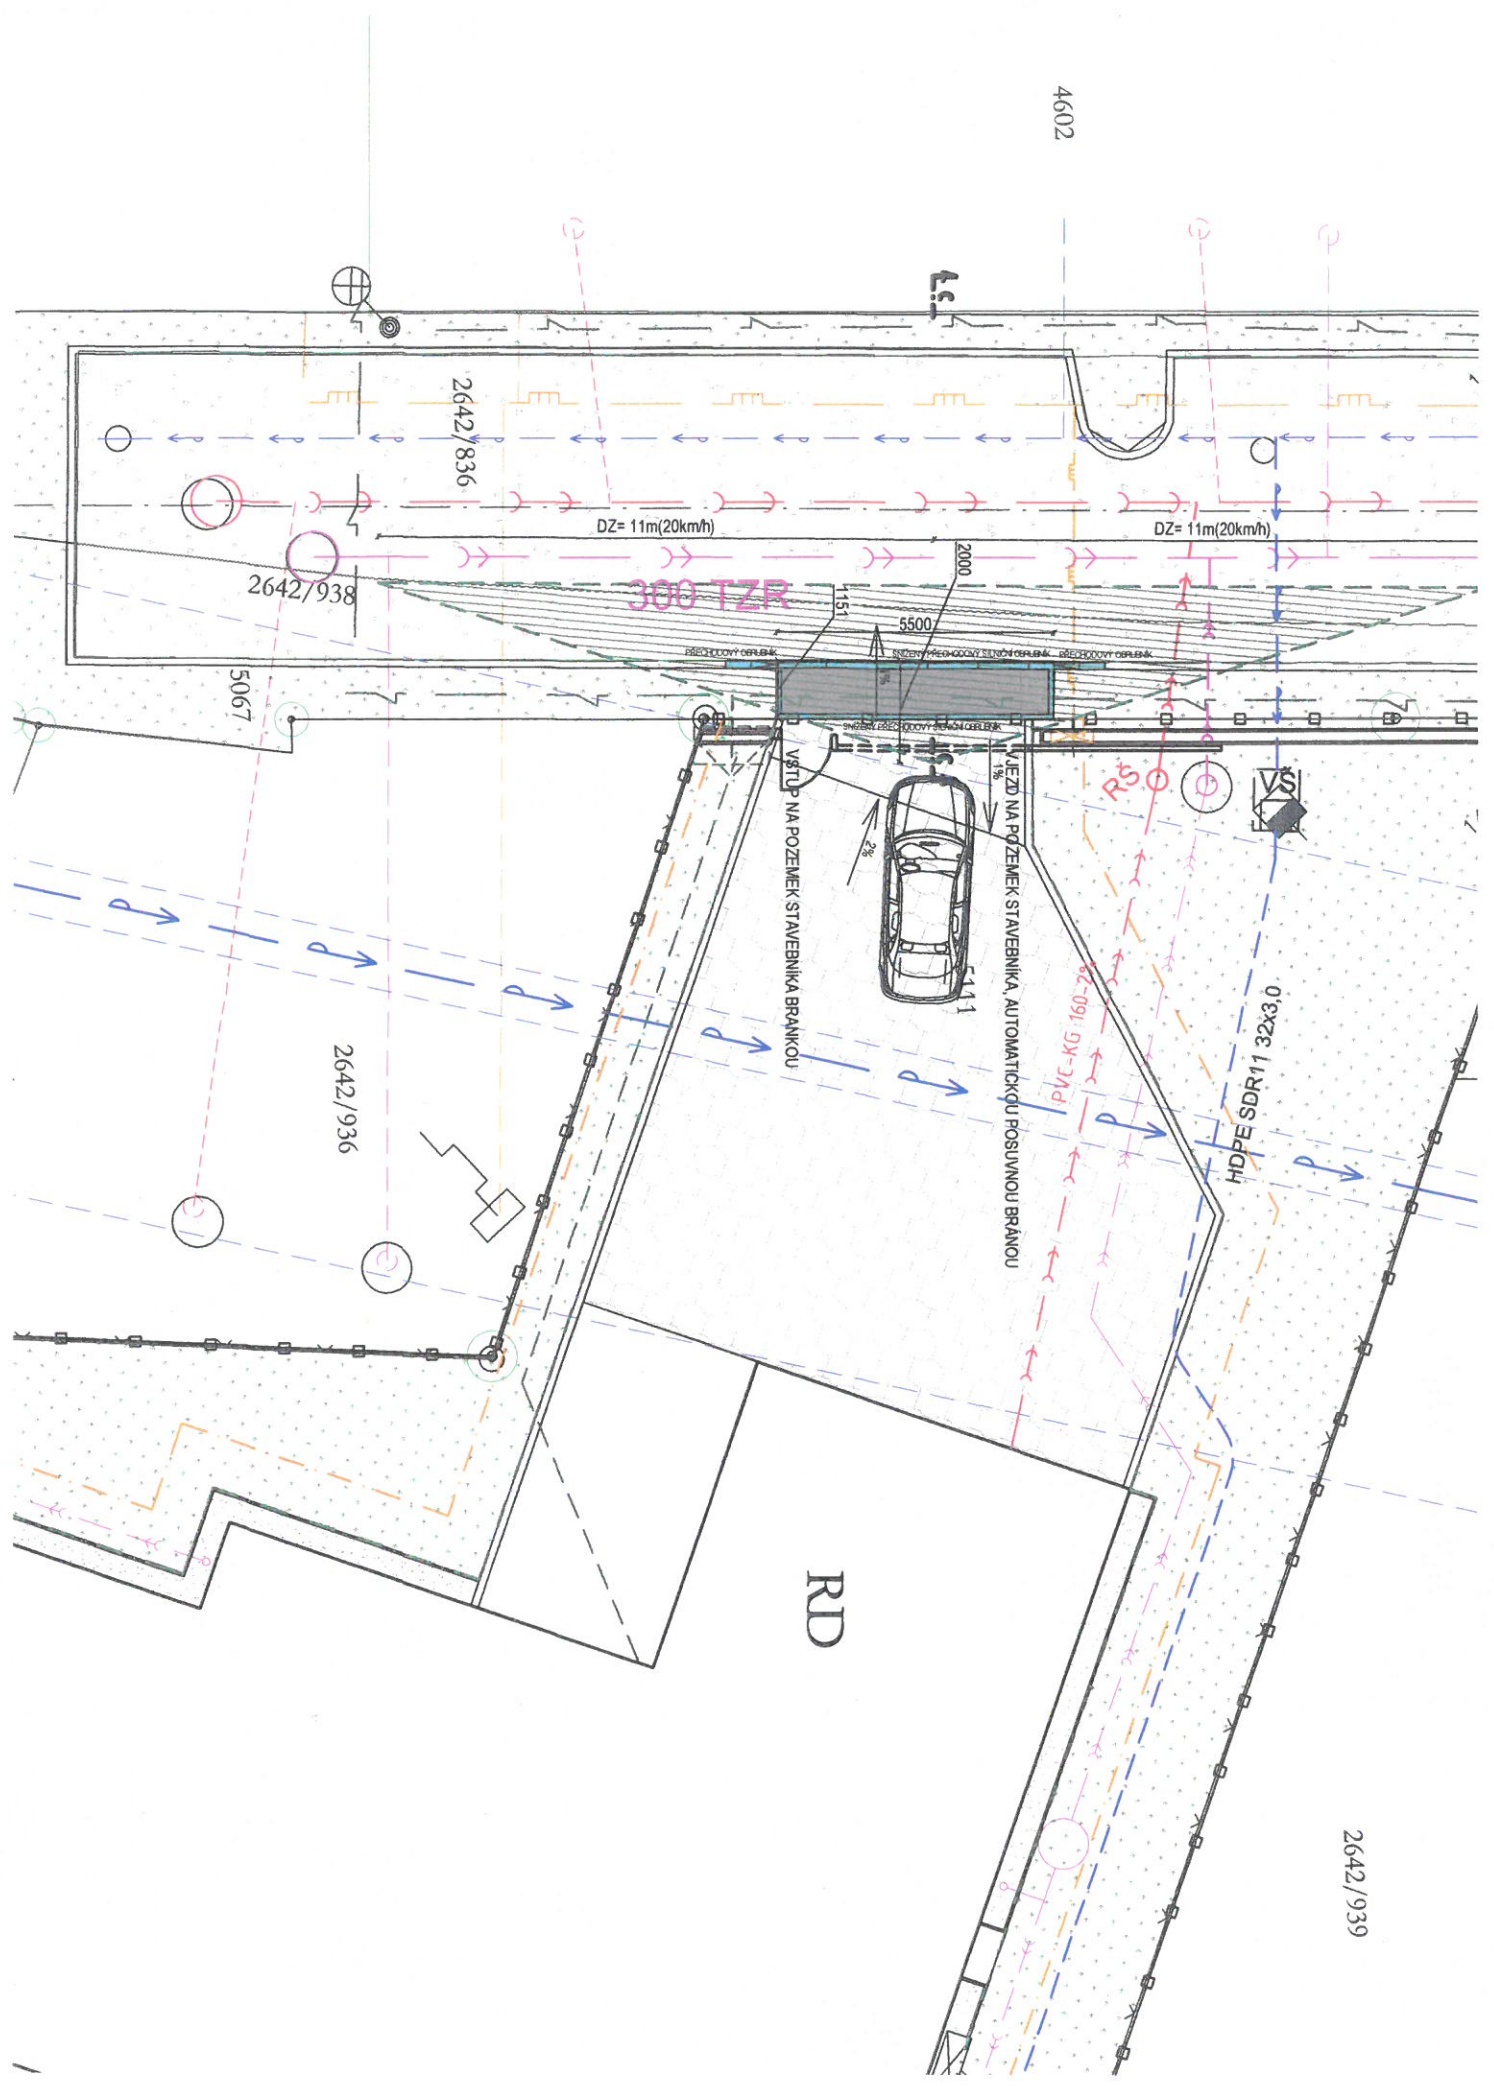 4602
2642/836
DZ= 11m(20km/h)
DZ= 11m(20km/h)
2000
2642/938
300 TZR
1151
5500
PŘECHODOVÝ OBRUBNÍK
SNÍŽENÝ PŘECHODOVÝ SILNIČNÍ OBRUBNÍK
PŘECHODOVÝ OBRUBNÍK
1%
5067
SNÍŽENÝ PŘECHODOVÝ SILNIČNÍ OBRUBNÍK
VSTUP NA POZEMEK STAVEBNÍKA BRANKOU
VJEZD NA POZEMEK STAVEBNÍKA, AUTOMATICKOU POSUVNOU BRÁNOU
1%
2%
RŠ
VŠ
5111
PVC-KG 160-2%
HDPE SDR11 32x3,0
2642/936
RD
2642/939